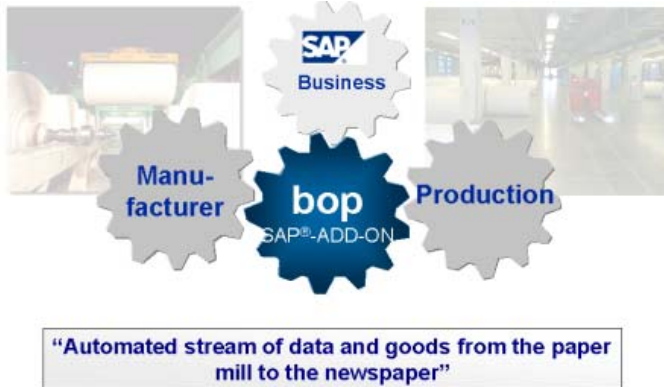 SAP
Business
Manu-
facturer
bop
SAP®-ADD-ON
Production
“Automated stream of data and goods from the paper
mill to the newspaper”